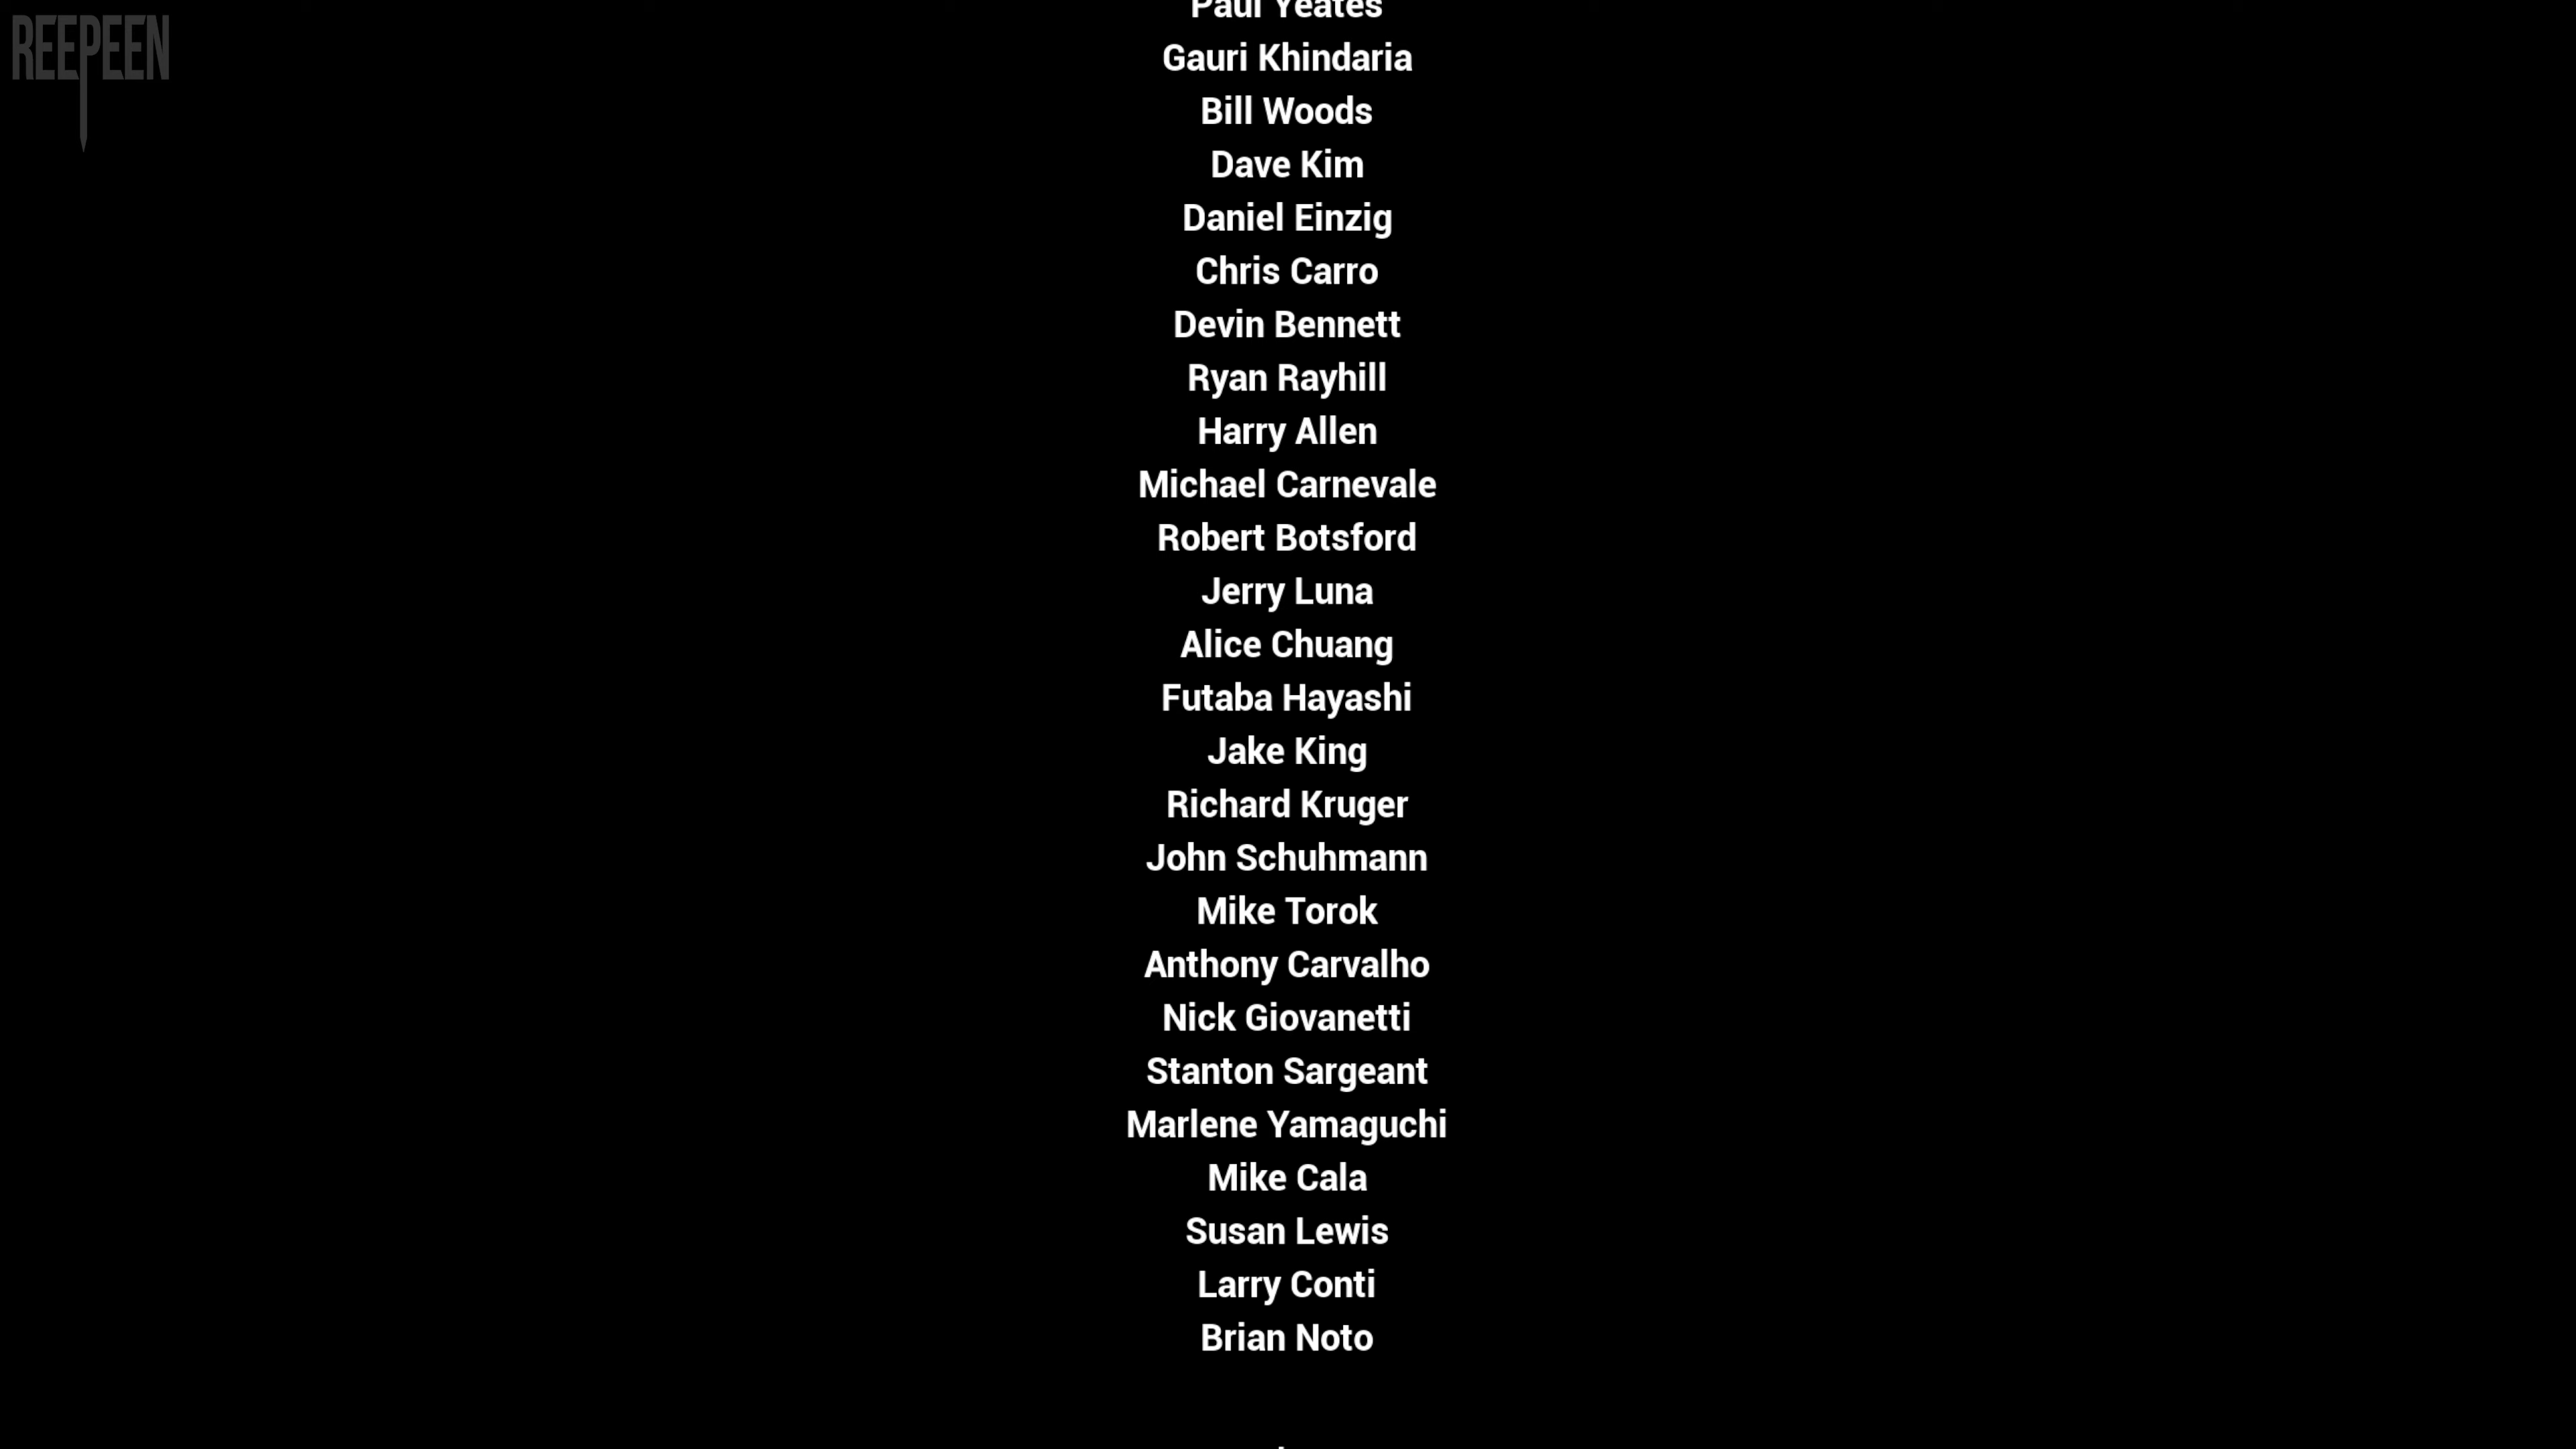 REEPEEN
Paul Yeates
Gauri Khindaria
Bill Woods
Dave Kim
Daniel Einzig
Chris Carro
Devin Bennett
Ryan Rayhill
Harry Allen
Michael Carnevale
Robert Botsford
Jerry Luna
Alice Chuang
Futaba Hayashi
Jake King
Richard Kruger
John Schuhmann
Mike Torok
Anthony Carvalho
Nick Giovanetti
Stanton Sargeant
Marlene Yamaguchi
Mike Cala
Susan Lewis
Larry Conti
Brian Noto